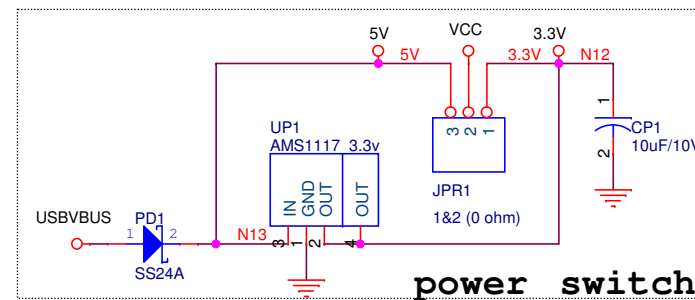 5V VCC 3.3V
5V 3.3V N12
3 2 1
1
CP1
2
10uF/10V
UP1
AMS1117 3.3v
IN GND OUT OUT
JPR1
1&2 (0 ohm)
USBVBUS PD1
1 2 N13 3 1 2 4
SS24A
power switch